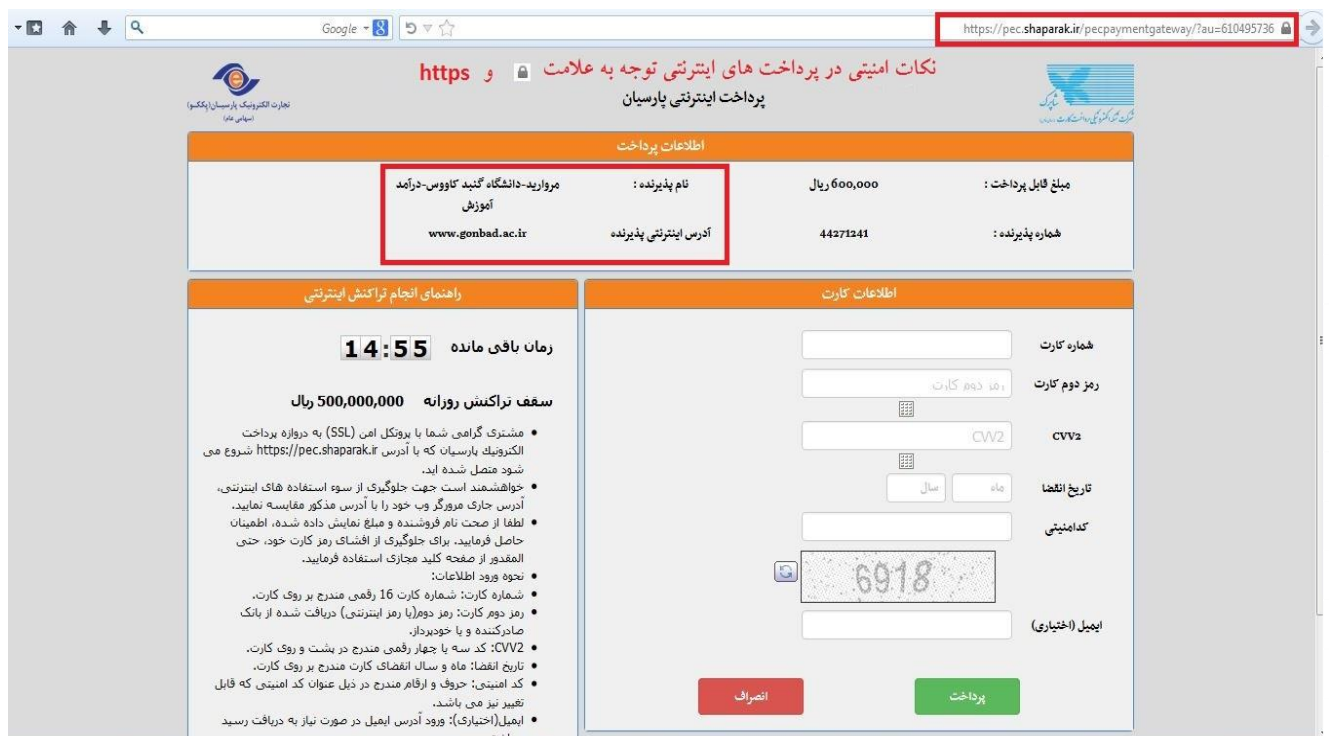 Google
https://pec.shaparak.ir/pecpaymentgateway/?au=610495736
نکات امنیتی در پرداخت های اینترنتی توجه به علامت و https
پرداخت اینترنتی پارسیان
شاپرک
تجارت الکترونیک پارسیان(پککو)
(سهامی عام)
اطلاعات پرداخت
مبلغ قابل پرداخت : 600,000 ریال نام پذیرنده : مروارید-دانشگاه گنبد کاووس-درآمد
آموزش
شماره پذیرنده : 44271241 آدرس اینترنتی پذیرنده www.gonbad.ac.ir
اطلاعات کارت
شماره کارت
رمز دوم کارت رمز دوم کارت
CVV2 CVV2
تاریخ انقضا ماه سال
کدامنیتی
6918
ایمیل (اختیاری)
پرداخت انصراف
راهنمای انجام تراکنش اینترنتی
زمان باقی مانده 14:55
سقف تراکنش روزانه 500,000,000 ریال
• مشتری گرامی شما با پروتکل امن (SSL) به دروازه پرداخت
الکترونیك پارسیان که با آدرس https://pec.shaparak.ir شروع می
شود متصل شده اید.
• خواهشمند است جهت جلوگیری از سوء استفاده های اینترنتی،
آدرس جاری مرورگر وب خود را با آدرس مذکور مقایسه نمایید.
• لطفا از صحت نام فروشنده و مبلغ نمایش داده شده، اطمینان
حاصل فرمایید. برای جلوگیری از افشای رمز کارت خود، حتی
المقدور از صفحه کلید مجازی استفاده فرمایید.
• نحوه ورود اطلاعات:
• شماره کارت: شماره کارت 16 رقمی مندرج بر روی کارت.
• رمز دوم کارت: رمز دوم(یا رمز اینترنتی) دریافت شده از بانک
صادرکننده و یا خودپرداز.
• CVV2: کد سه یا چهار رقمی مندرج در پشت و روی کارت.
• تاریخ انقضا: ماه و سال انقضای کارت مندرج بر روی کارت.
• کد امنیتی: حروف و ارقام مندرج در ذیل عنوان کد امنیتی که قابل
تغییر نیز می باشد.
• ایمیل(اختیاری): ورود آدرس ایمیل در صورت نیاز به دریافت رسید